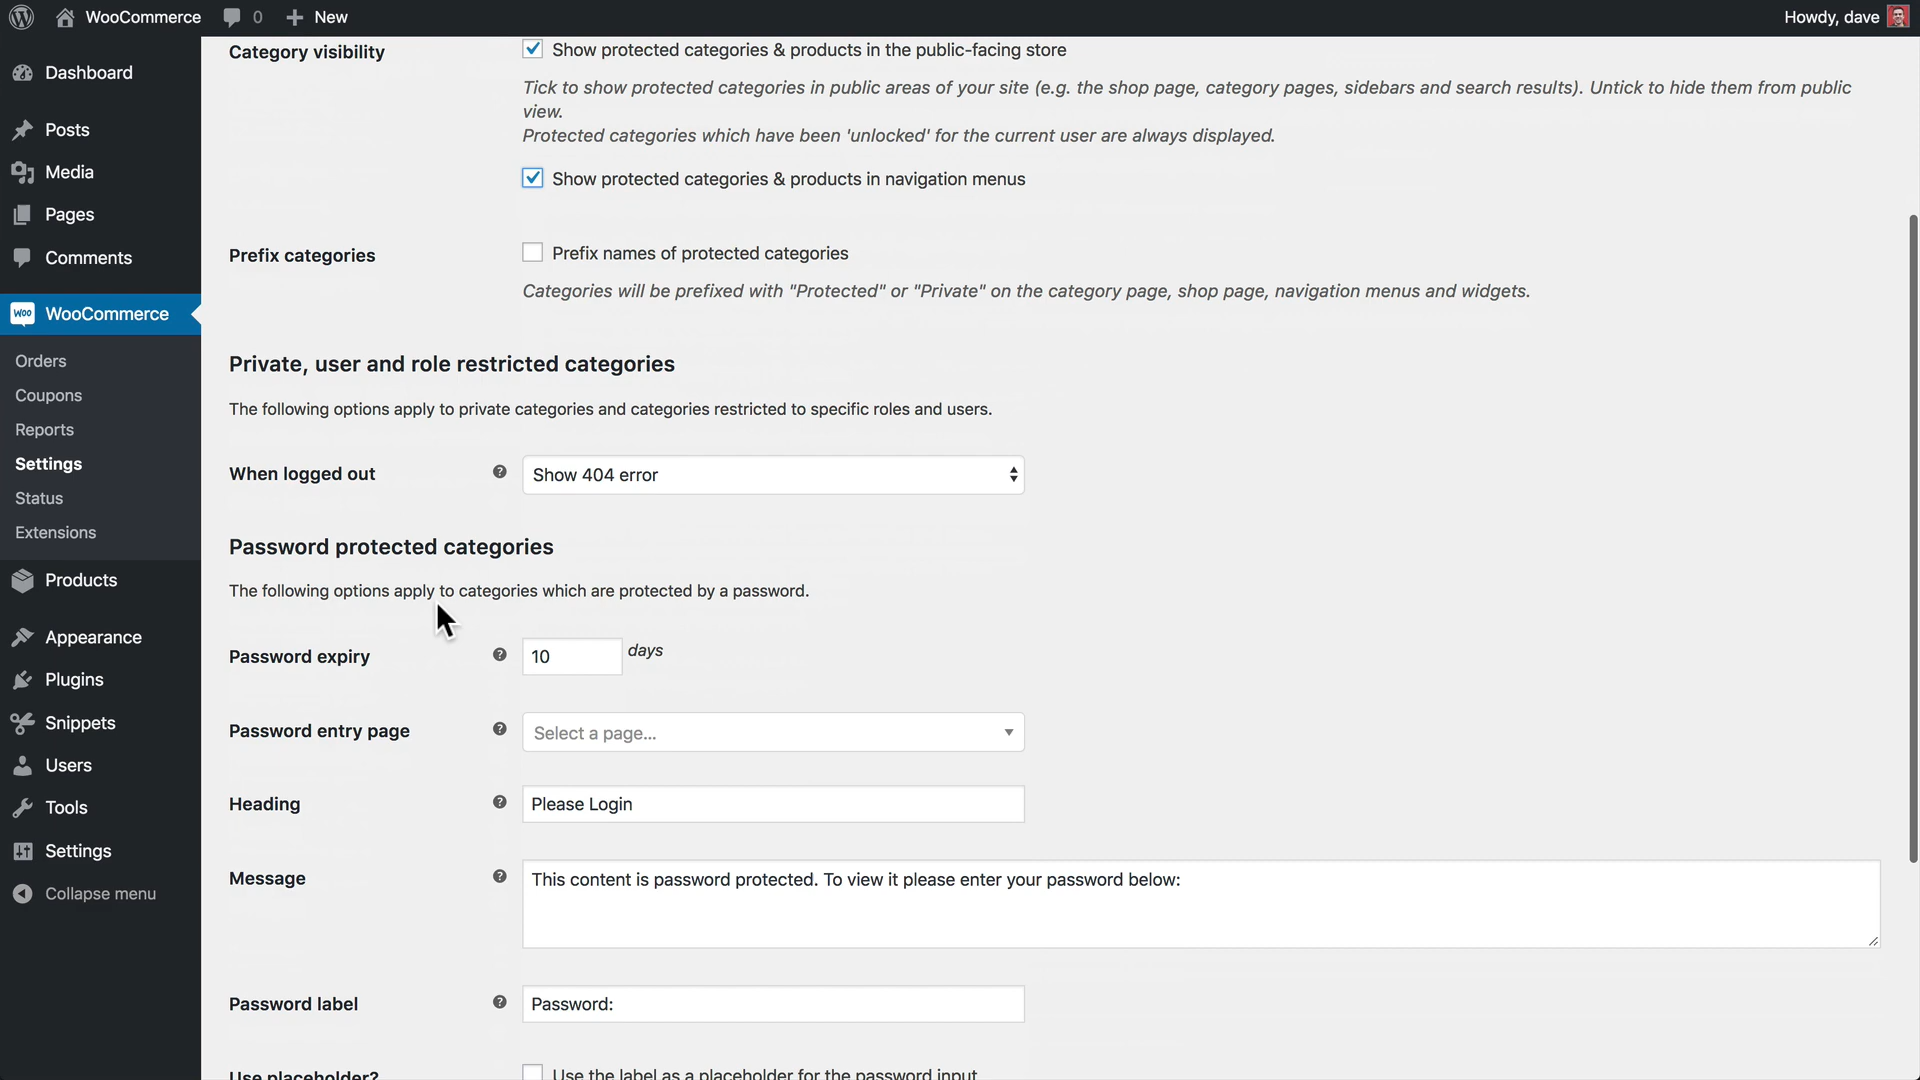 WooCommerce 0 New Howdy, dave
Dashboard
Posts
Media
Pages
Comments
woo WooCommerce
Orders
Coupons
Reports
Settings
Status
Extensions
Products
Appearance
Plugins
Snippets
Users
Tools
Settings
Collapse menu
Category visibility
Show protected categories & products in the public-facing store
Tick to show protected categories in public areas of your site (e.g. the shop page, category pages, sidebars and search results). Untick to hide them from public
view.
Protected categories which have been 'unlocked' for the current user are always displayed.
Show protected categories & products in navigation menus
Prefix categories
Prefix names of protected categories
Categories will be prefixed with "Protected" or "Private" on the category page, shop page, navigation menus and widgets.
Private, user and role restricted categories
The following options apply to private categories and categories restricted to specific roles and users.
When logged out ? Show 404 error
Password protected categories
The following options apply to categories which are protected by a password.
Password expiry ? 10 days
Password entry page ? Select a page...
Heading ? Please Login
Message ? This content is password protected. To view it please enter your password below:
Password label ? Password:
Use placeholder? Use the label as a placeholder for the password input